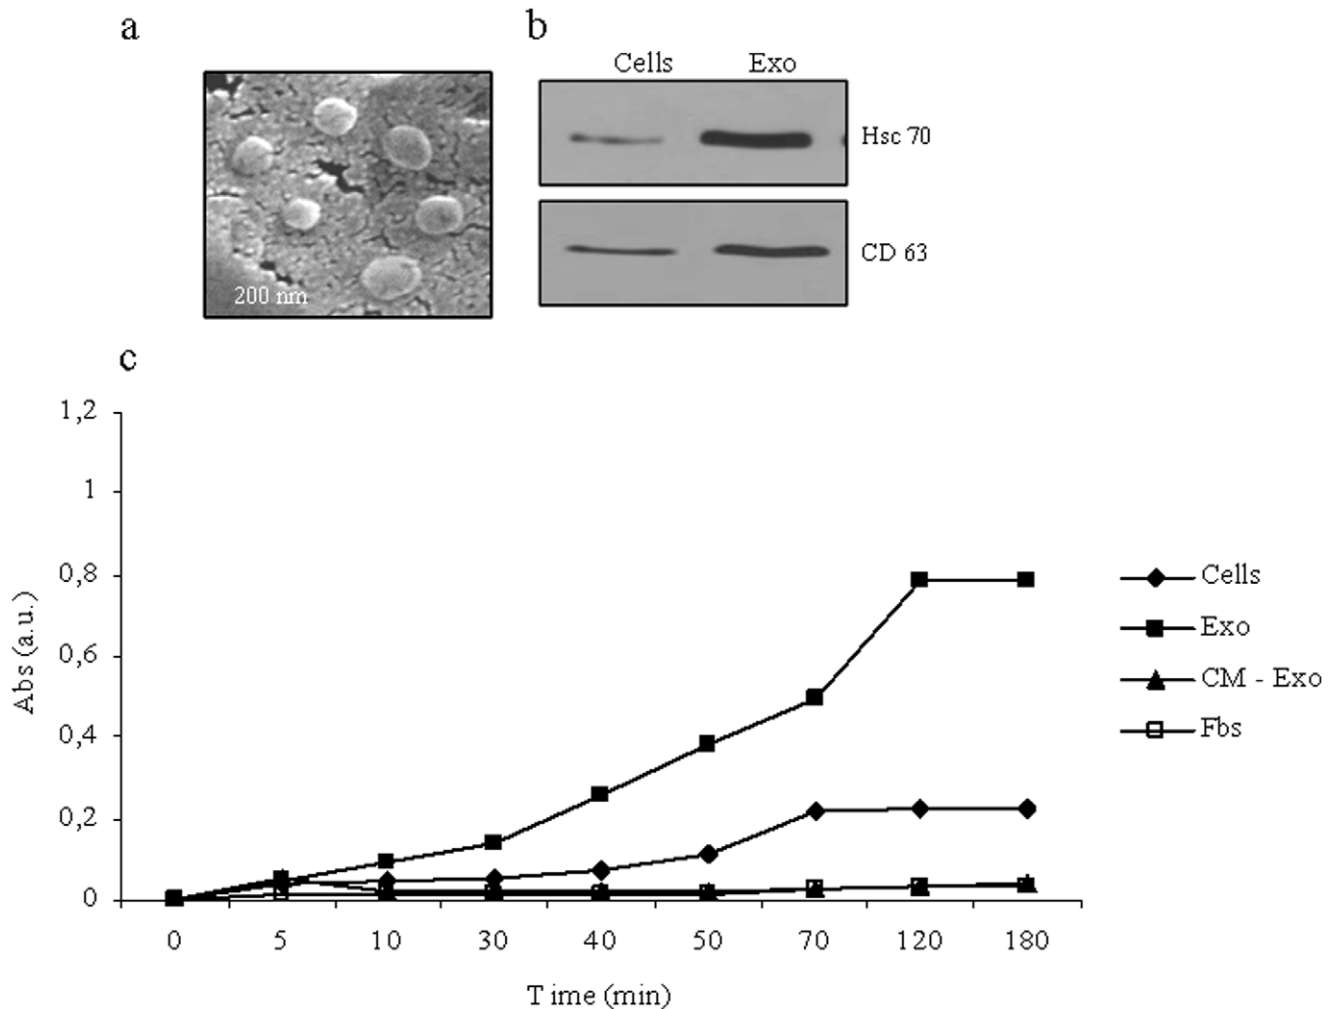 a
b
Cells Exo
Hsc 70
CD 63
200 nm
c
1,2
1
0,8
0,6
0,4
0,2
0
Abs (a.u.)
0 5 10 30 40 50 70 120 180
Time (min)
Cells
Exo
CM - Exo
Fbs